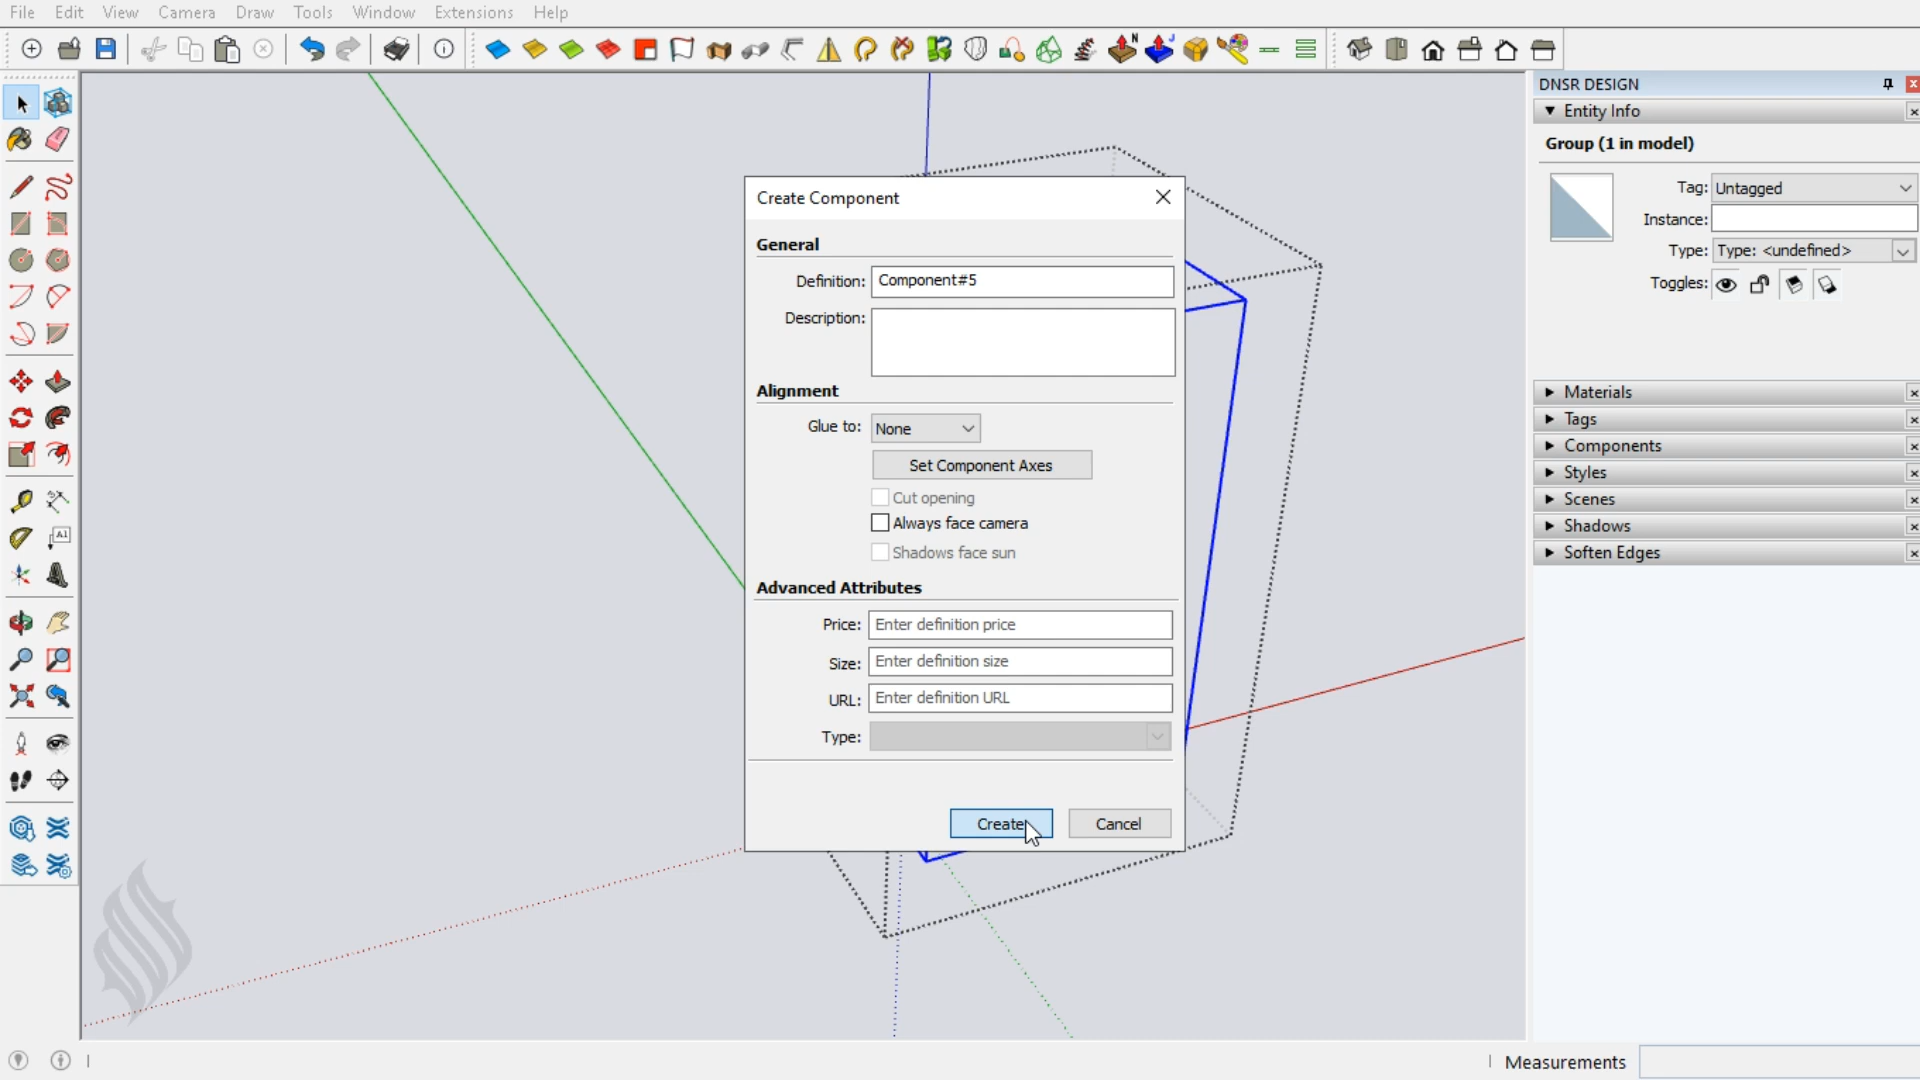 File Edit View Camera Draw Tools Window Extensions Help
N J
DNSR DESIGN
Entity Info
Group (1 in model)
Tag: Untagged
Instance:
Type: Type: <undefined>
Toggles:
Materials
Tags
Components
Styles
Scenes
Shadows
Soften Edges
Create Component
General
Definition: Component#5
Description:
Alignment
Glue to: None
Set Component Axes
Cut opening
Always face camera
Shadows face sun
Advanced Attributes
Price: Enter definition price
Size: Enter definition size
URL: Enter definition URL
Type:
Create Cancel
A1
Measurements